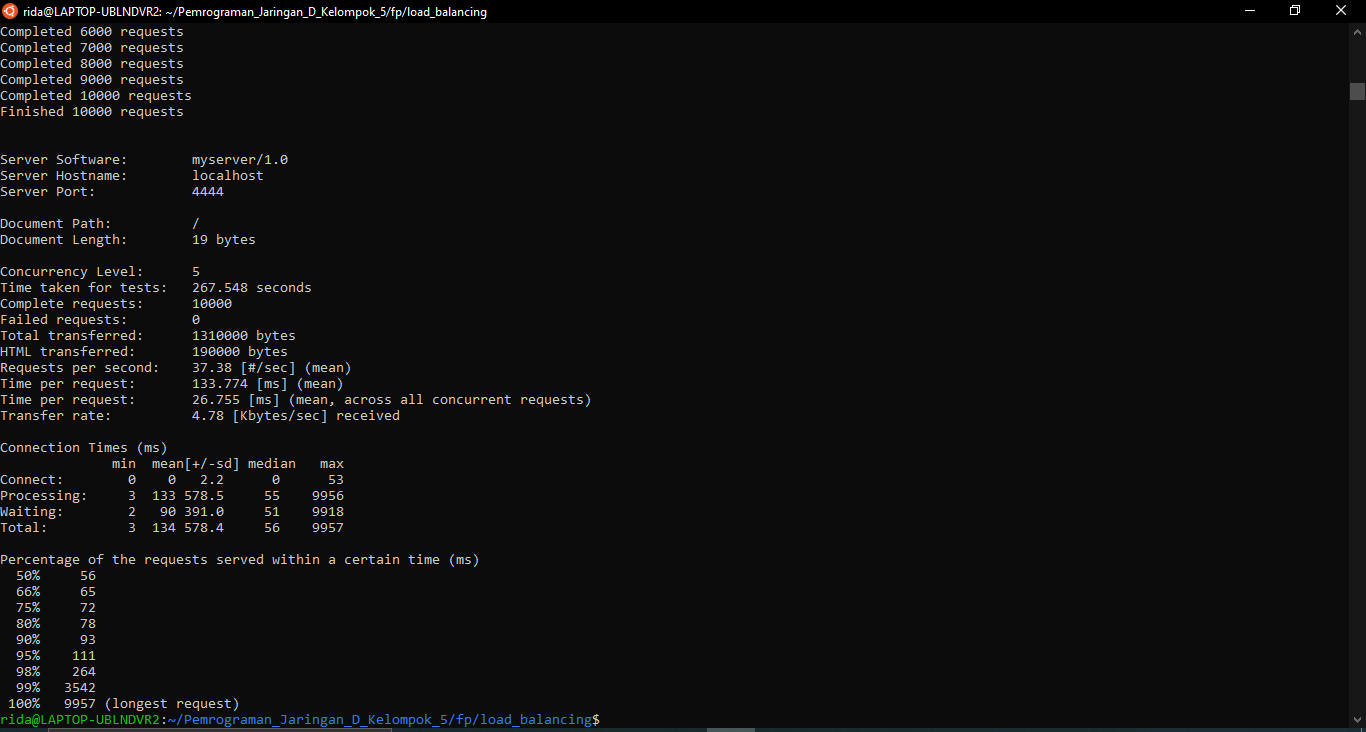 rida@LAPTOP-UBLNDVR2: ~/Pemrograman_Jaringan_D_Kelompok_5/fp/load_balancing
Completed 6000 requests
Completed 7000 requests
Completed 8000 requests
Completed 9000 requests
Completed 10000 requests
Finished 10000 requests
Server Software:        myserver/1.0
Server Hostname:        localhost
Server Port:            4444
Document Path:          /
Document Length:        19 bytes
Concurrency Level:      5
Time taken for tests:   267.548 seconds
Complete requests:      10000
Failed requests:        0
Total transferred:      1310000 bytes
HTML transferred:       190000 bytes
Requests per second:    37.38 [#/sec] (mean)
Time per request:       133.774 [ms] (mean)
Time per request:       26.755 [ms] (mean, across all concurrent requests)
Transfer rate:          4.78 [Kbytes/sec] received
Connection Times (ms)
              min  mean[+/-sd] median   max
Connect:        0    0   2.2      0      53
Processing:     3  133 578.5     55    9956
Waiting:        2   90 391.0     51    9918
Total:          3  134 578.4     56    9957
Percentage of the requests served within a certain time (ms)
  50%     56
  66%     65
  75%     72
  80%     78
  90%     93
  95%    111
  98%    264
  99%   3542
 100%   9957 (longest request)
rida@LAPTOP-UBLNDVR2:~/Pemrograman_Jaringan_D_Kelompok_5/fp/load_balancing$